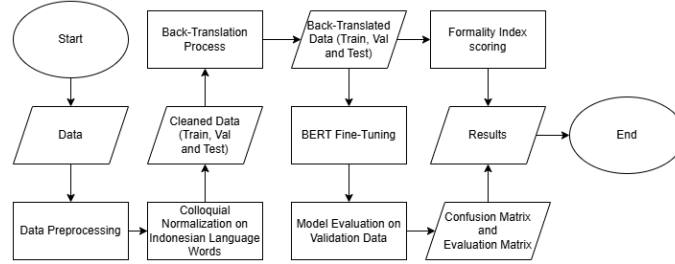 Start
Data
Data Preprocessing
Colloquial
Normalization on
Indonesian Language
Words
Cleaned Data
(Train, Val
and Test)
Back-Translation
Process
Back-Translated
Data (Train, Val
and Test)
BERT Fine-Tuning
Model Evaluation on
Validation Data
Confusion Matrix
and
Evaluation Matrix
Formality Index
scoring
Results
End